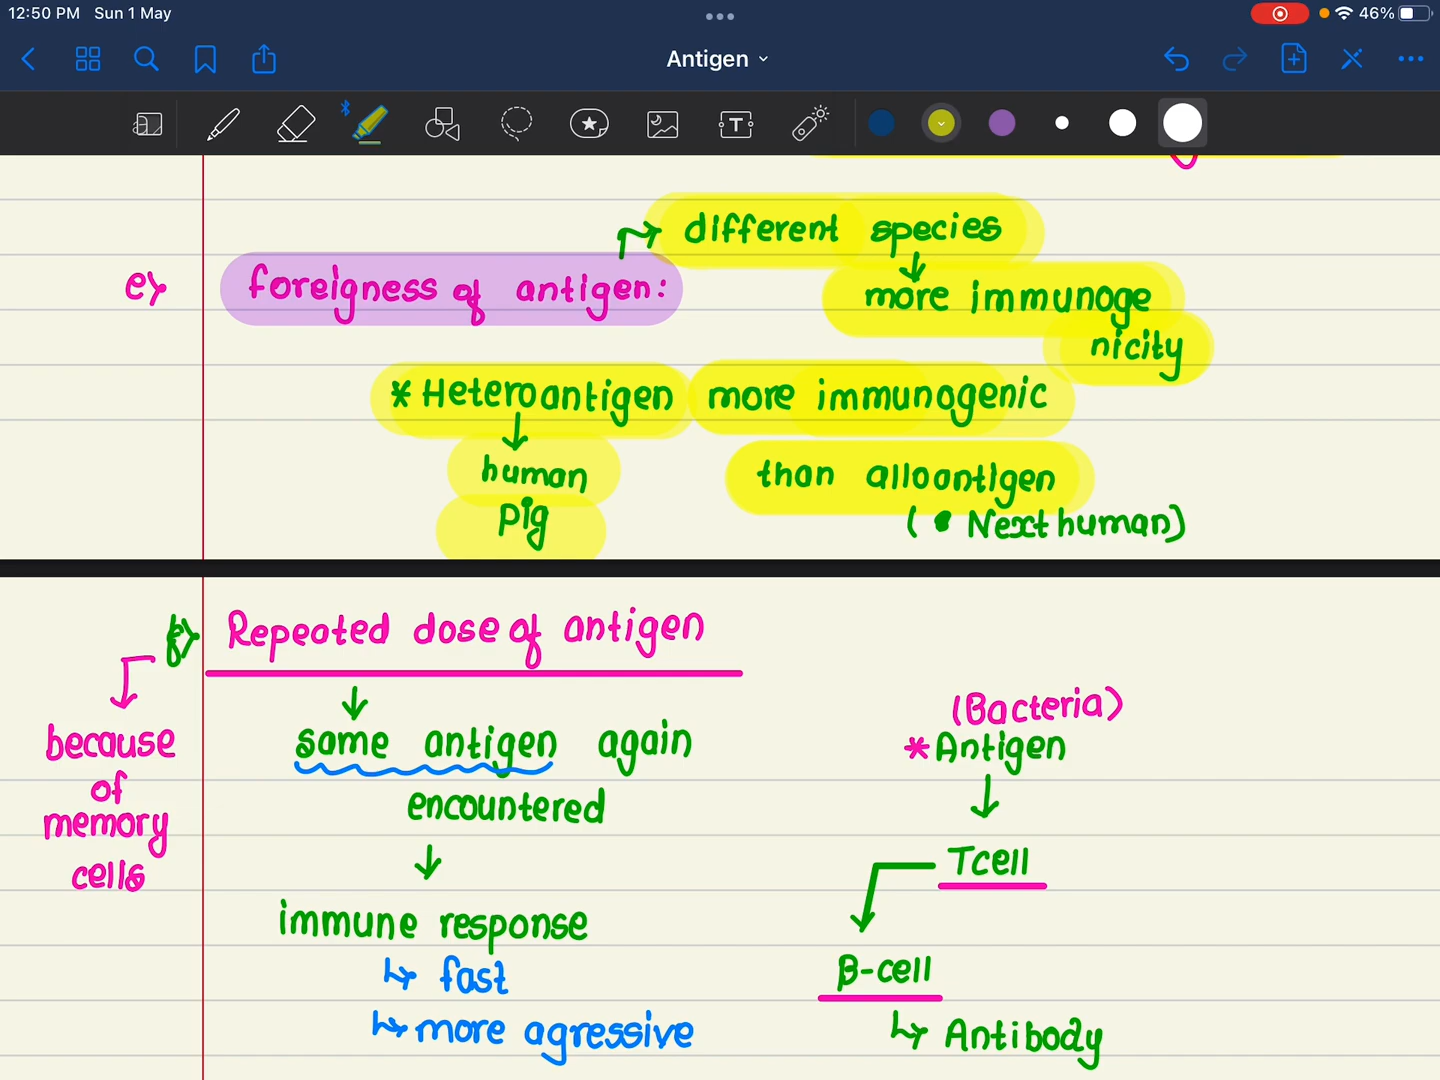 12:50 PM Sun 1 May
46%
Antigen
different species
e) foreigness of antigen:
more immunoge
nicity
* Heteroantigen more immunogenic
human than alloantigen
pig ( Next human)
f) Repeated dose of antigen
(Bacteria)
because same antigen again *Antigen
of encountered
memory
cells Tcell
immune response
fast B-cell
more agressive Antibody